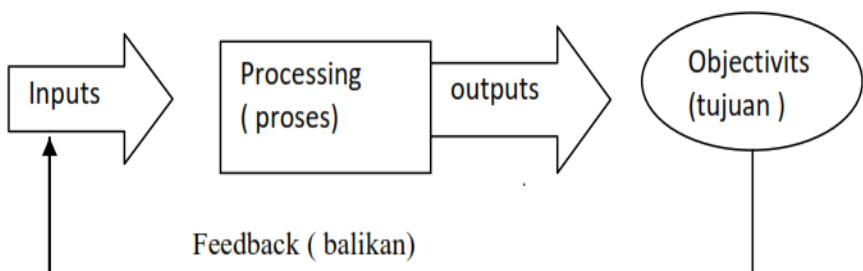 Inputs
Processing
( proses)
outputs
Objectivits
(tujuan )
Feedback ( balikan)